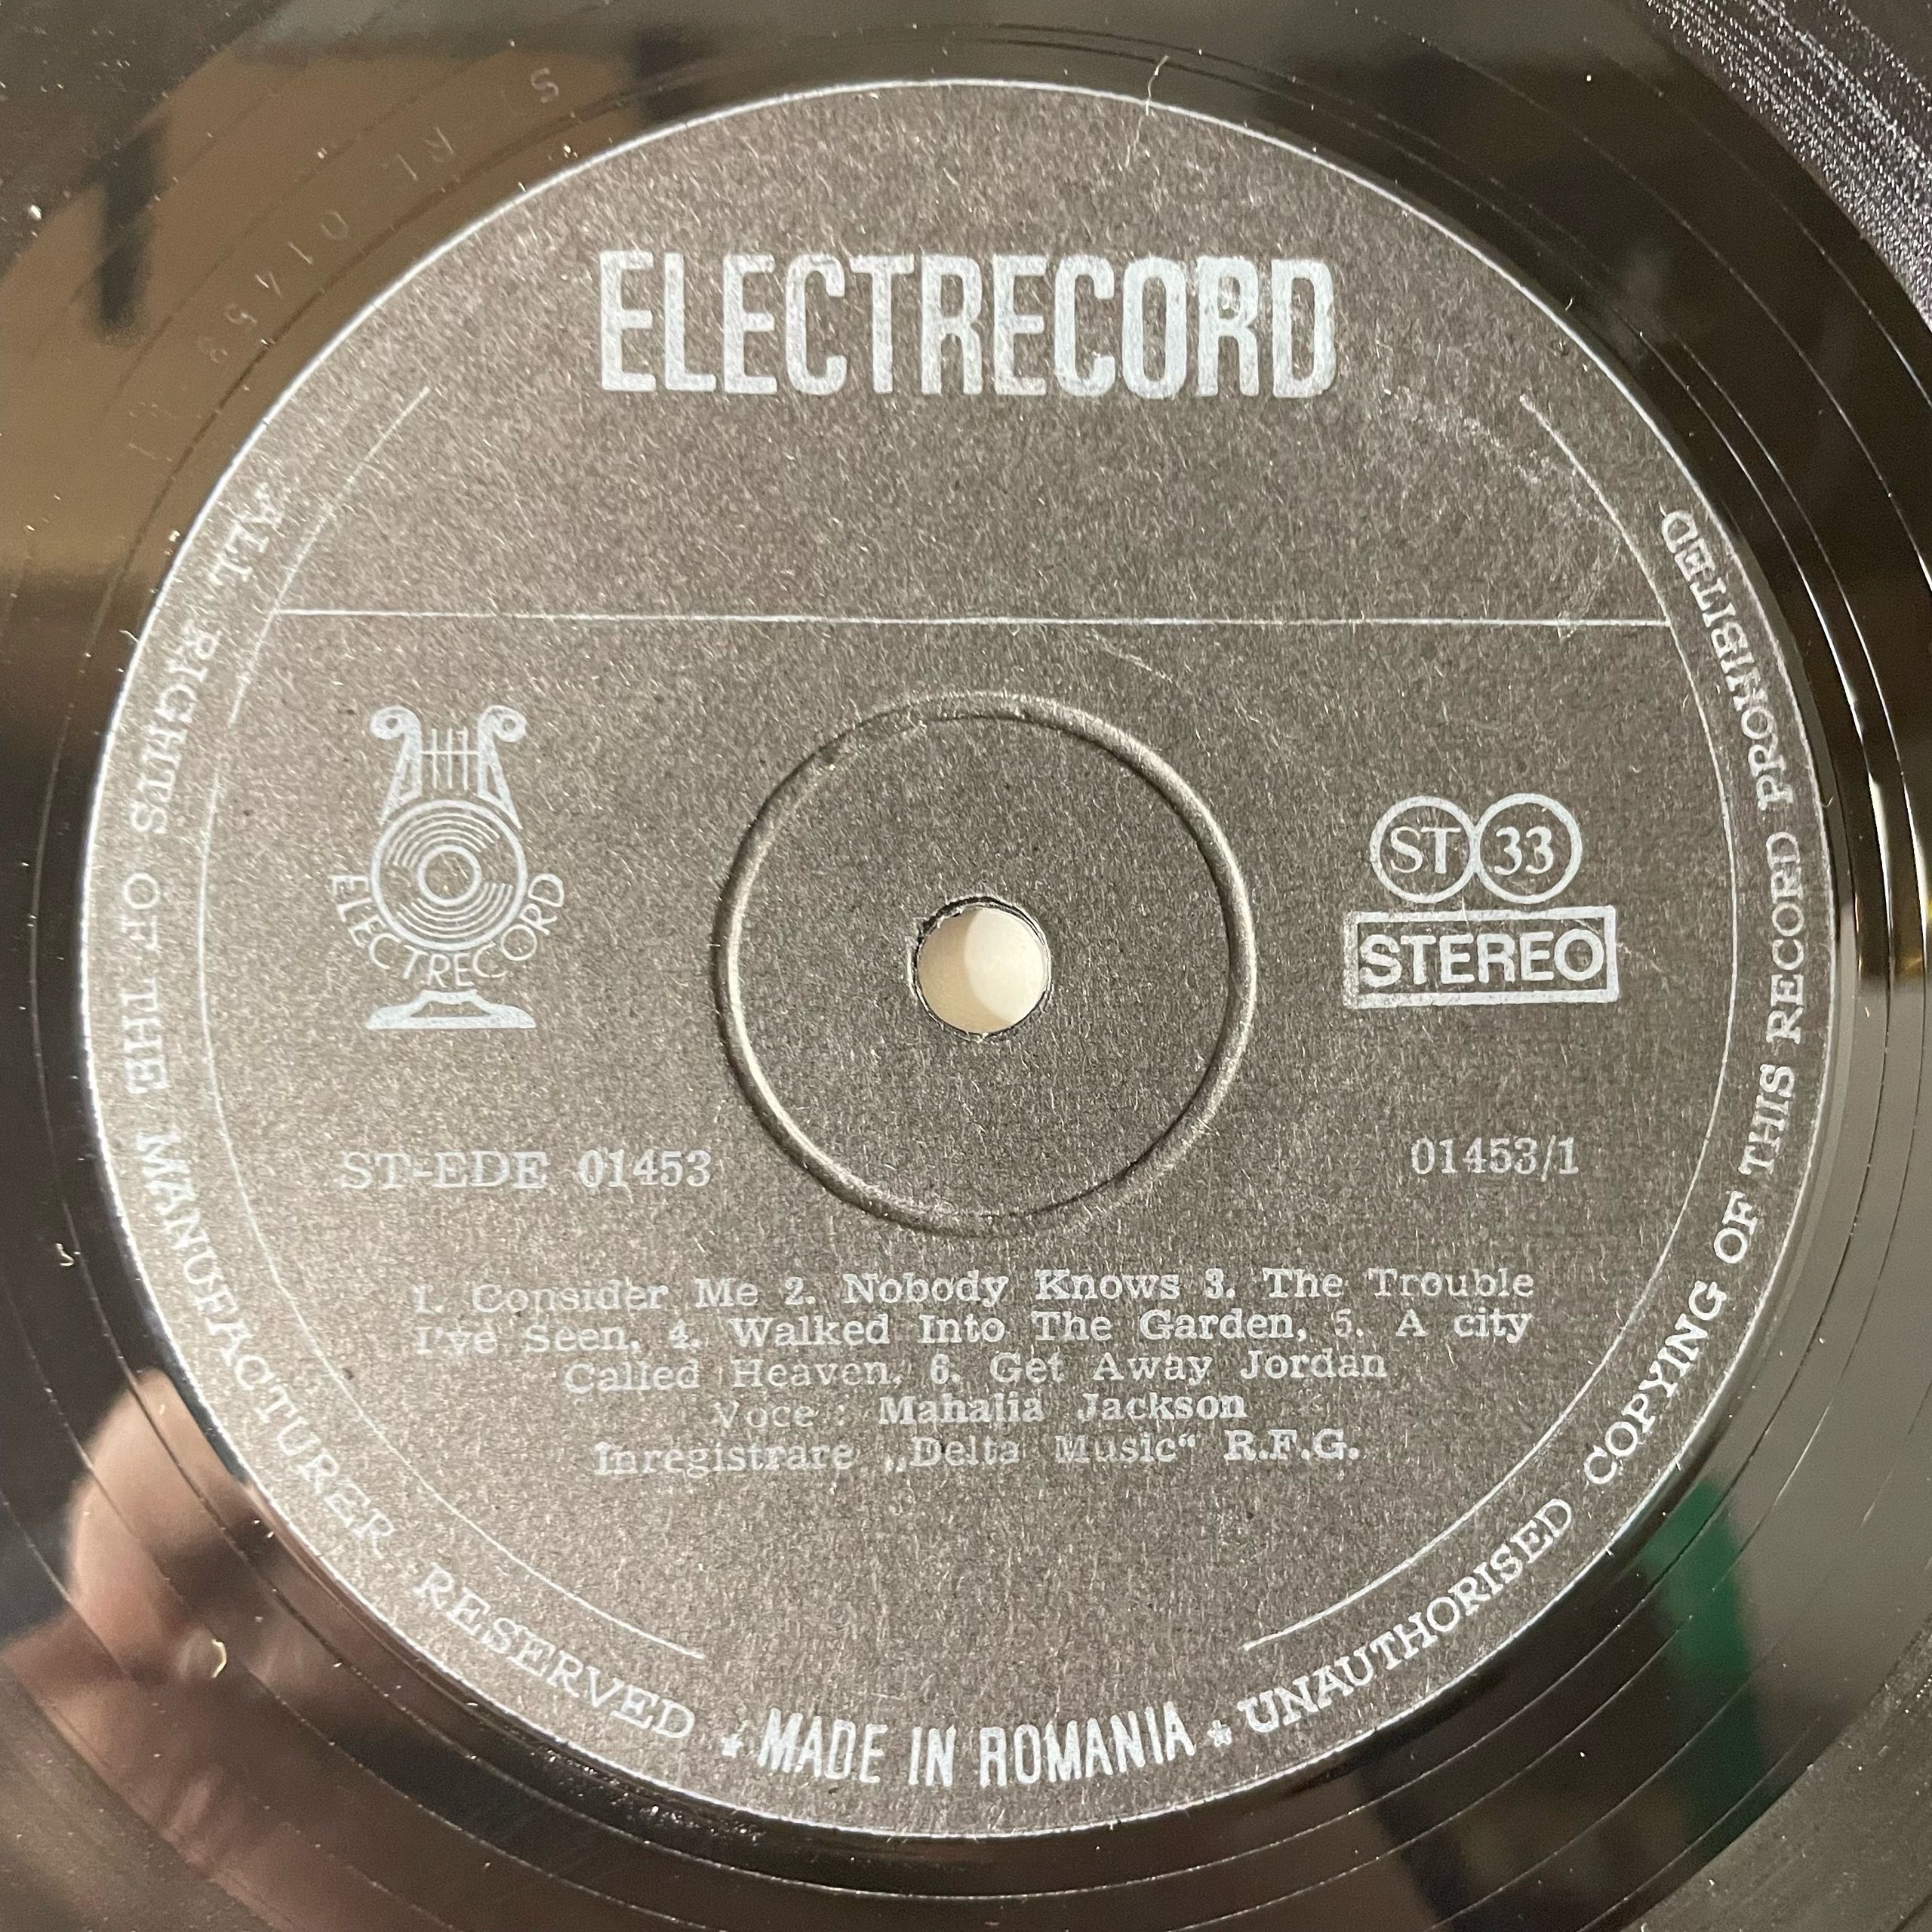 ELECTRECORD
ELECTRECORD
ST 33
STEREO
ST-EDE 01453
01453/1
1. Consider Me 2. Nobody Knows 3. The Trouble
I've Seen, 4. Walked Into The Garden, 5. A city
Called Heaven, 6. Get Away Jordan
Voce : Mahalia Jackson
Inregistrare „Delta Music“ R.F.G.
ALL RIGHTS OF THE MANUFACTURER RESERVED ★ MADE IN ROMANIA ★ UNAUTHORISED COPYING OF THIS RECORD PROHIBITED